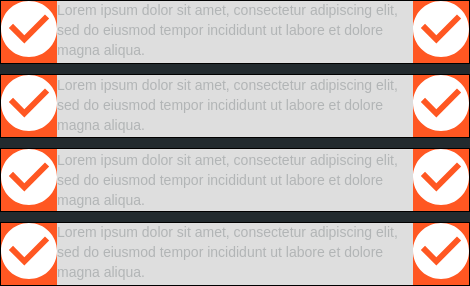 Lorem ipsum dolor sit amet, consectetur adipiscing elit,
sed do eiusmod tempor incididunt ut labore et dolore
magna aliqua.
Lorem ipsum dolor sit amet, consectetur adipiscing elit,
sed do eiusmod tempor incididunt ut labore et dolore
magna aliqua.
Lorem ipsum dolor sit amet, consectetur adipiscing elit,
sed do eiusmod tempor incididunt ut labore et dolore
magna aliqua.
Lorem ipsum dolor sit amet, consectetur adipiscing elit,
sed do eiusmod tempor incididunt ut labore et dolore
magna aliqua.